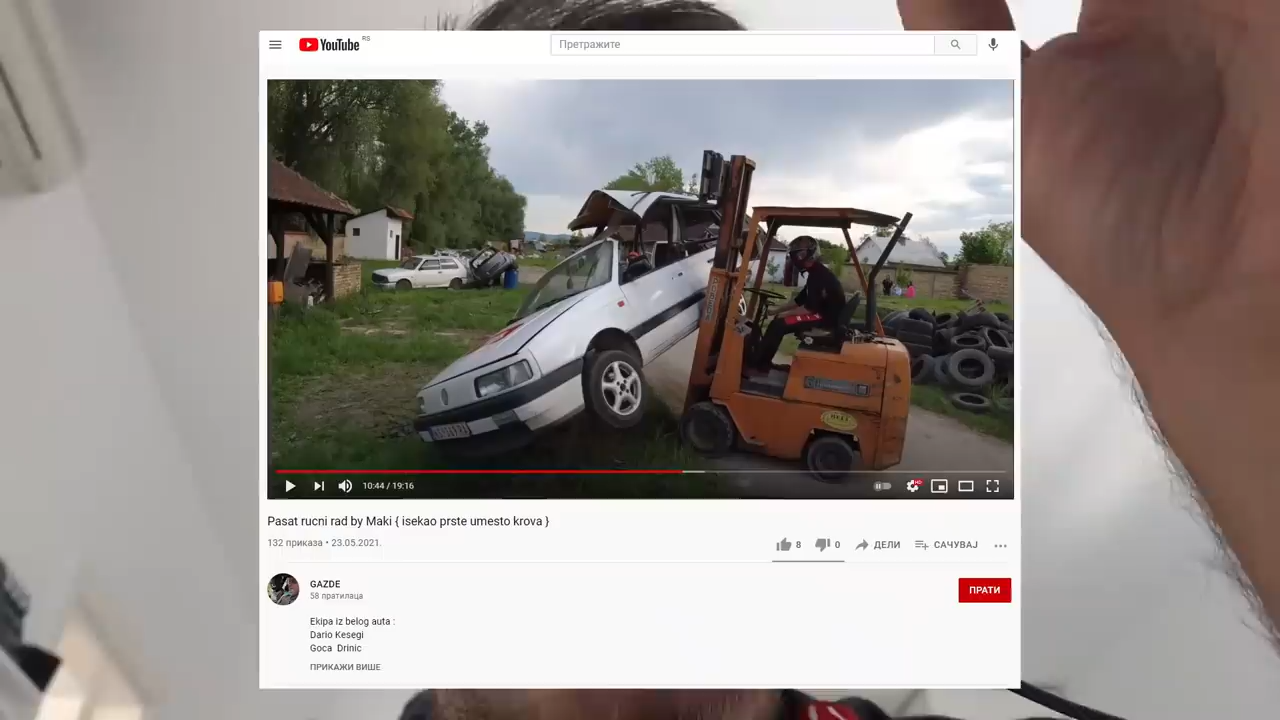 YouTube RS
Претражите
10:44 / 19:16
HD
Pasat rucni rad by Maki { isekao prste umesto krova }
132 приказа • 23.05.2021.
8
0
ДЕЛИ
САЧУВАЈ
GAZDE
58 пратилаца
ПРАТИ
Ekipa iz belog auta :
Dario Kesegi
Goca Drinic
ПРИКАЖИ ВИШЕ